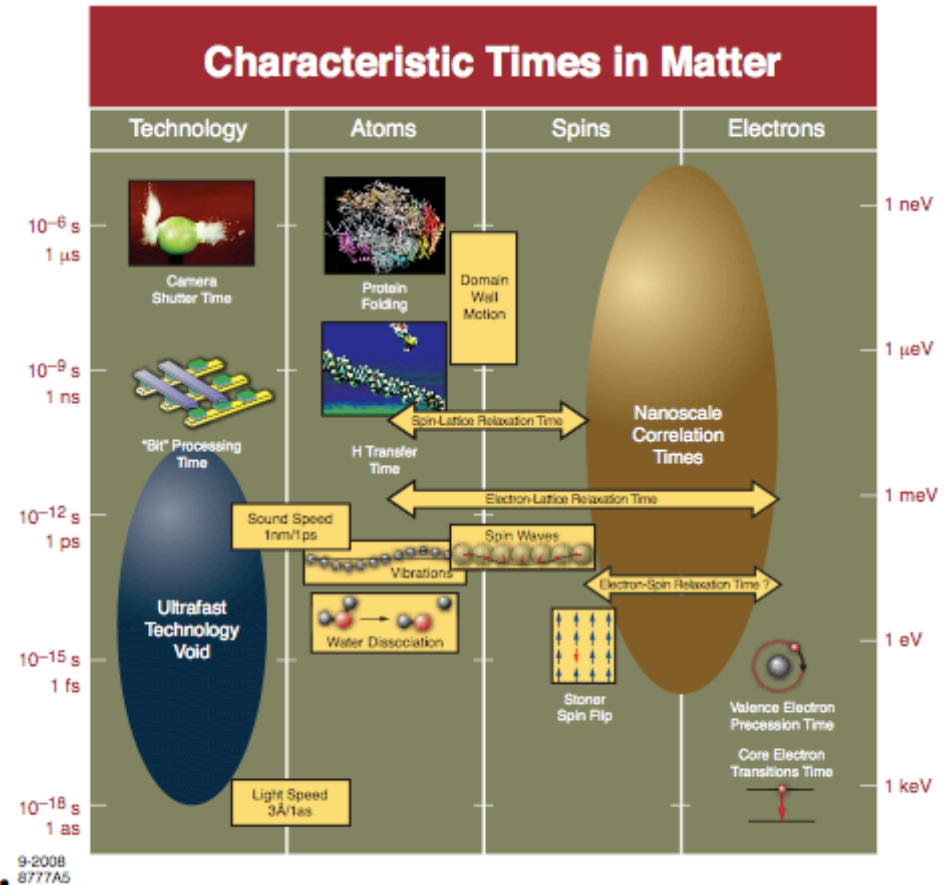 Characteristic Times in Matter
Technology
Atoms
Spins
Electrons
10⁻⁶ s
1 µs
10⁻⁹ s
1 ns
10⁻¹² s
1 ps
10⁻¹⁵ s
1 fs
10⁻¹⁸ s
1 as
Camera
Shutter Time
"Bit" Processing
Time
Ultrafast
Technology
Void
Sound Speed
1nm/1ps
Light Speed
3Å/1as
Protein
Folding
H Transfer
Time
Vibrations
Water Dissociation
Domain
Wall
Motion
Spin-Lattice Relaxation Time
Electron-Lattice Relaxation Time
Spin Waves
Electron-Spin Relaxation Time ?
Stoner
Spin Flip
Nanoscale
Correlation
Times
Valence Electron
Precession Time
Core Electron
Transitions Time
1 neV
1 µeV
1 meV
1 eV
1 keV
9-2008
8777A5